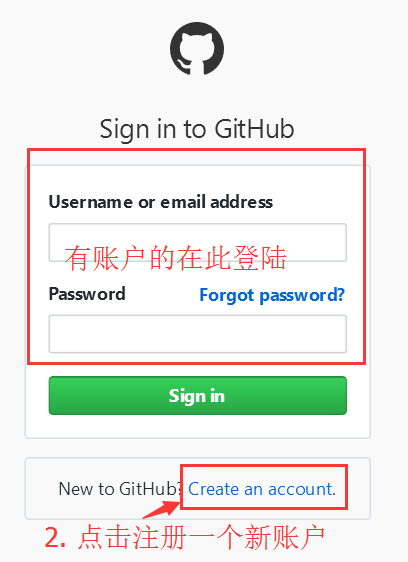 Sign in to GitHub
Username or email address
有账户的在此登陆
Password Forgot password?
Sign in
New to GitHub? Create an account.
2. 点击注册一个新账户